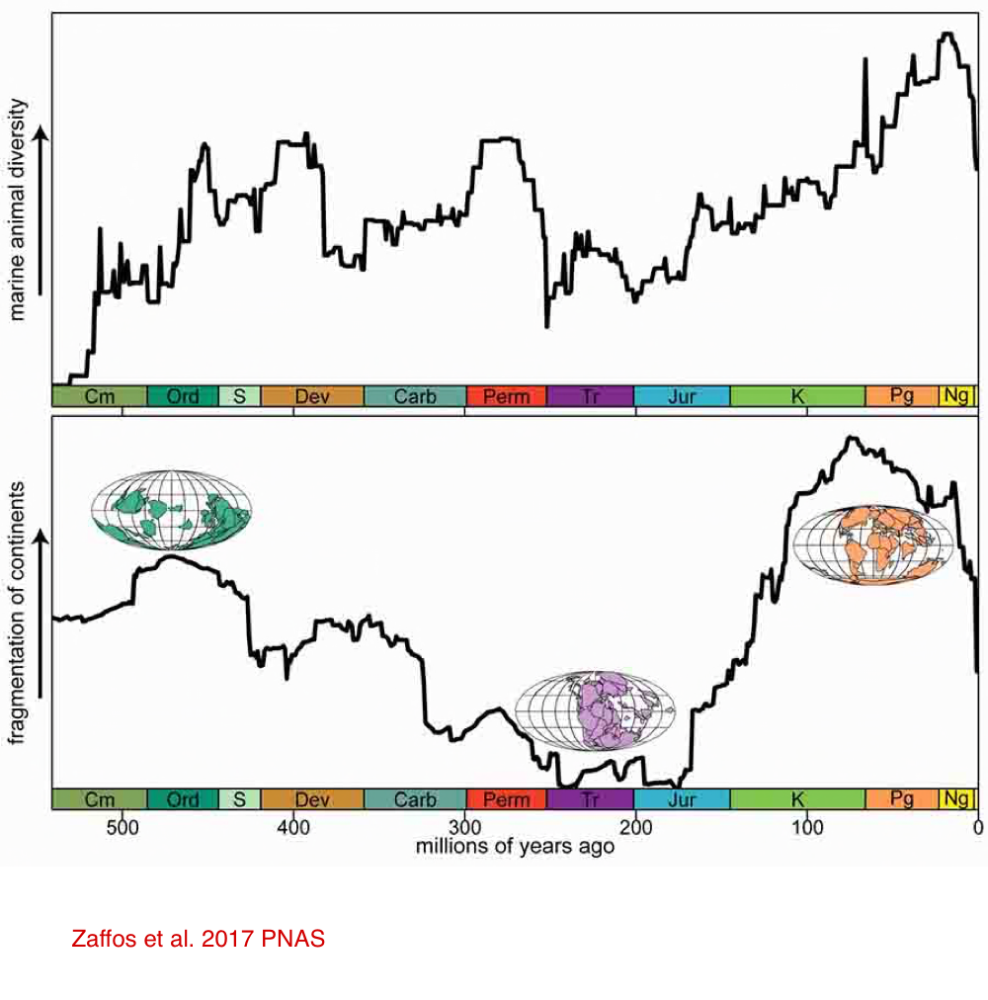 marine animal diversity
Cm Ord S Dev Carb Perm Tr Jur K Pg Ng
fragmentation of continents
Cm Ord S Dev Carb Perm Tr Jur K Pg Ng
500 400 300 200 100 0
millions of years ago
Zaffos et al. 2017 PNAS